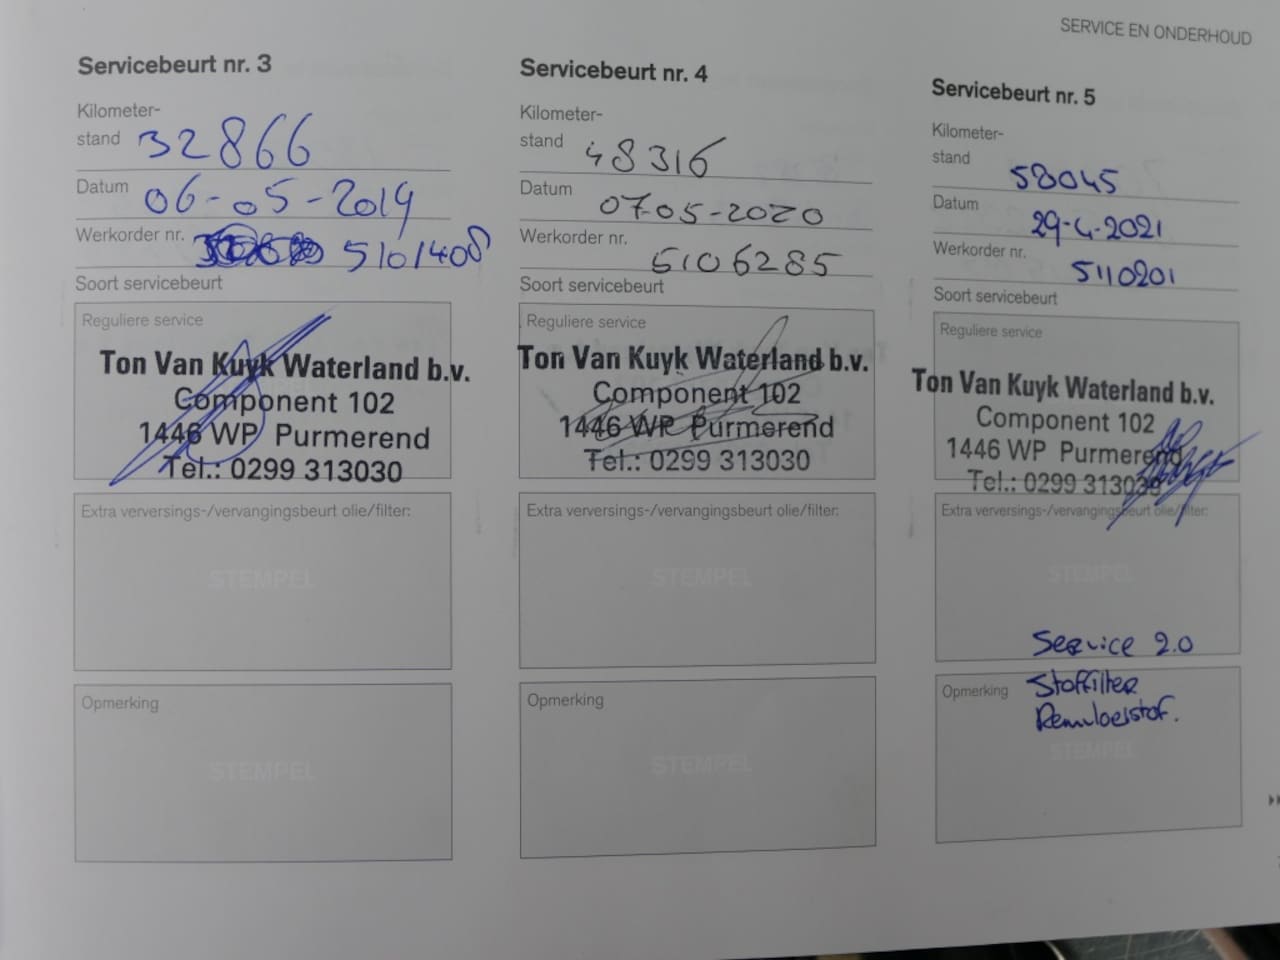 SERVICE EN ONDERHOUD
Servicebeurt nr. 3
Kilometer-
stand 32866
Datum 06-05-2019
Werkorder nr. 5101408
Soort servicebeurt
Reguliere service
Ton Van Kuyk Waterland b.v.
Component 102
1446 WP Purmerend
Tel.: 0299 313030
Extra verversings-/vervangingsbeurt olie/filter:
STEMPEL
Opmerking
STEMPEL
Servicebeurt nr. 4
Kilometer-
stand 48316
Datum 07-05-2020
Werkorder nr. 5106285
Soort servicebeurt
Reguliere service
Ton Van Kuyk Waterland b.v.
Component 102
1446 WP Purmerend
Tel.: 0299 313030
Extra verversings-/vervangingsbeurt olie/filter:
STEMPEL
Opmerking
STEMPEL
Servicebeurt nr. 5
Kilometer-
stand 58045
Datum 29-4-2021
Werkorder nr. 5110201
Soort servicebeurt
Reguliere service
Ton Van Kuyk Waterland b.v.
Component 102
1446 WP Purmerend
Tel.: 0299 313030
Extra verversings-/vervangingsbeurt olie/filter:
STEMPEL
Service 2.0
Opmerking Stoffilter
Remvloeistof.
STEMPEL